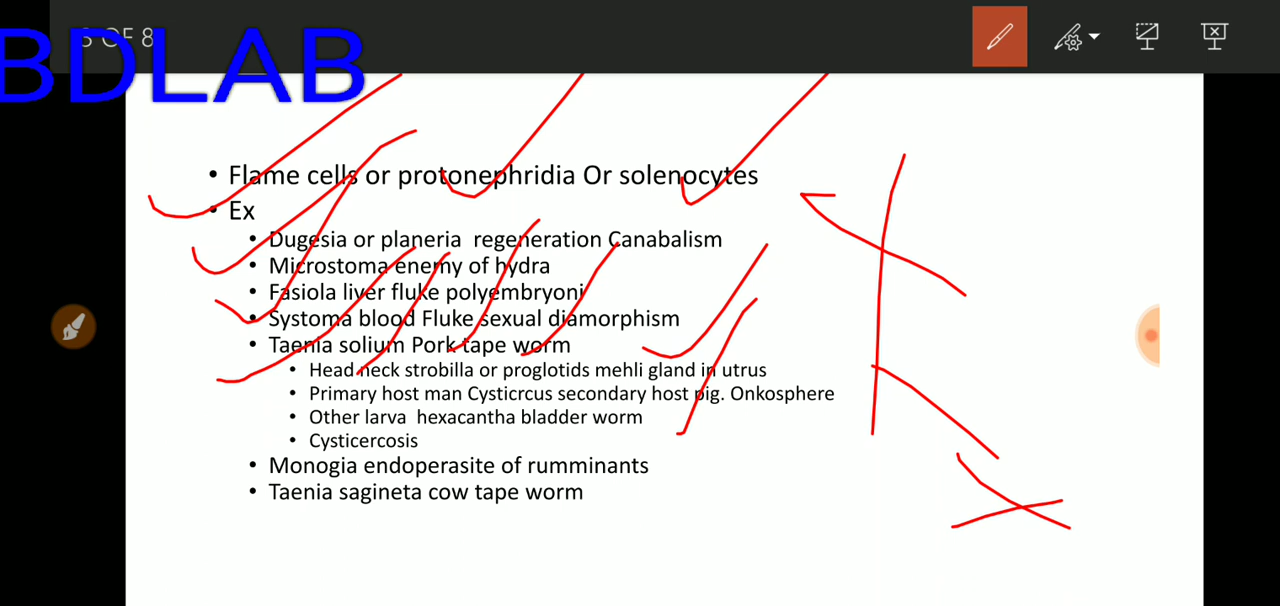 3 OF 8
BDLAB
• Flame cells or protonephridia Or solenocytes
• Ex
• Dugesia or planeria regeneration Canabalism
• Microstoma enemy of hydra
• Fasiola liver fluke polyembryoni
• Systoma blood Fluke sexual diamorphism
• Taenia solium Pork tape worm
• Head neck strobilla or proglotids mehli gland in utrus
• Primary host man Cysticrcus secondary host pig. Onkosphere
• Other larva hexacantha bladder worm
• Cysticercosis
• Monogia endoperasite of rumminants
• Taenia sagineta cow tape worm